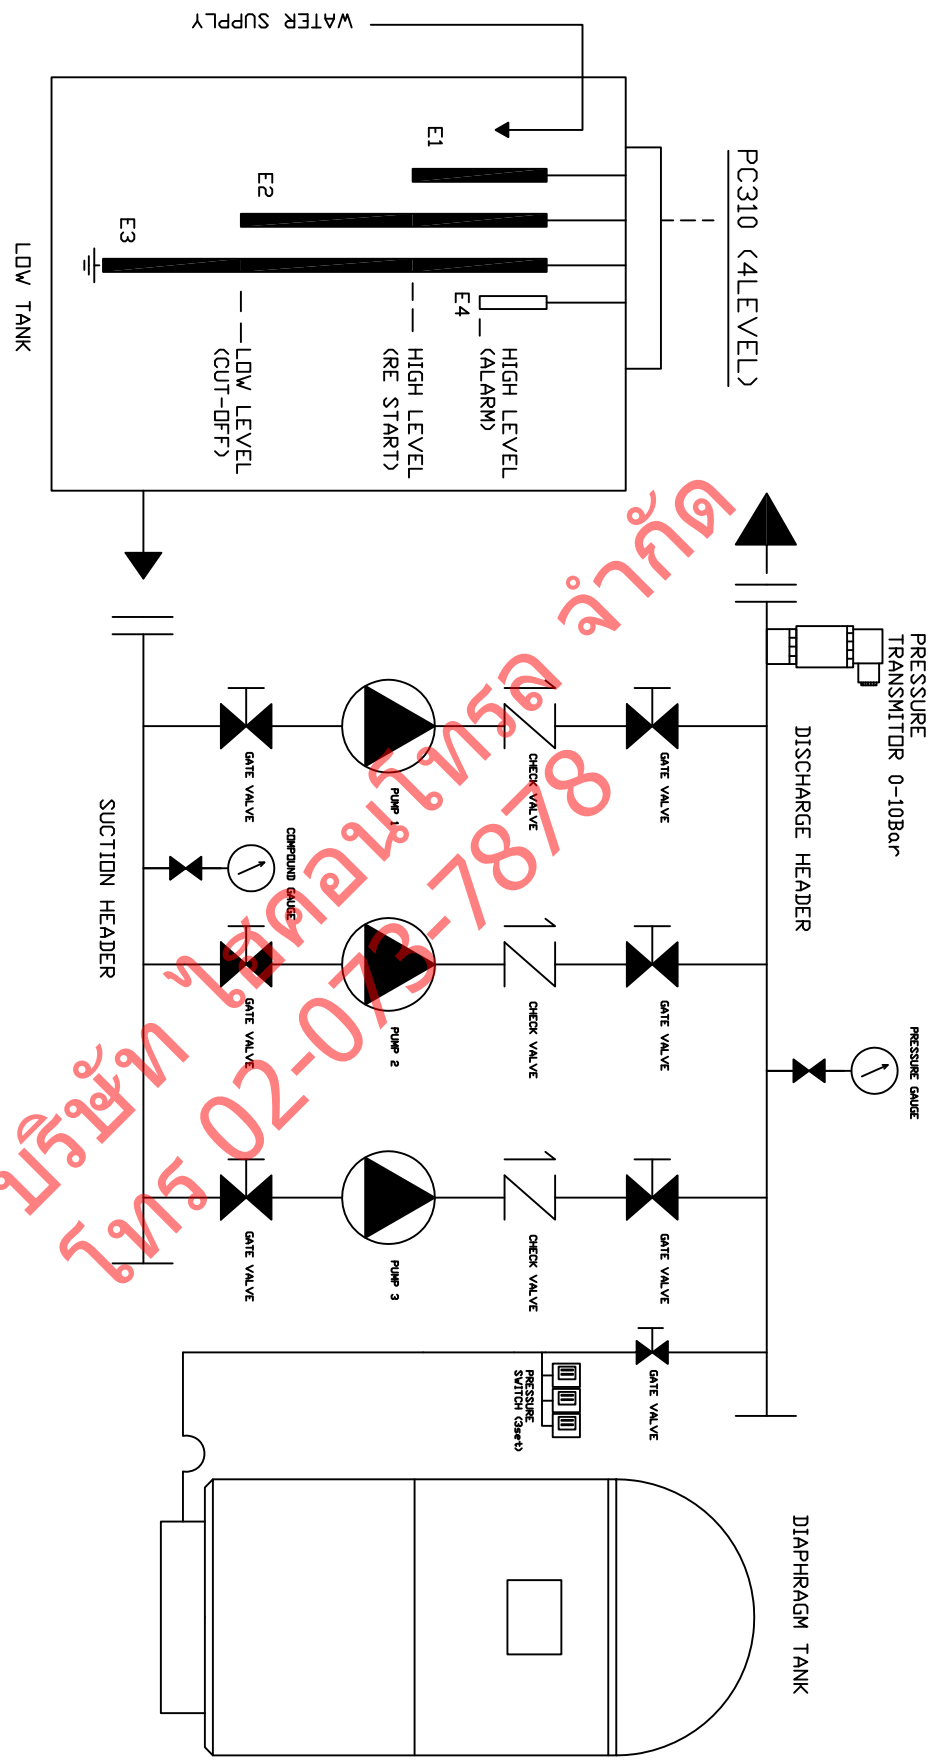 WATER SUPPLY
PC310 (4LEVEL)
E1
E2
E3
E4
HIGH LEVEL
(ALARM)
HIGH LEVEL
(RE START)
LOW LEVEL
(CUT-OFF)
LOW TANK
PRESSURE
TRANSMITOR 0-10Bar
DISCHARGE HEADER
GATE VALVE
CHECK VALVE
PUMP 1
GATE VALVE
COMPOUND GAUGE
SUCTION HEADER
GATE VALVE
CHECK VALVE
PUMP 2
GATE VALVE
PRESSURE GAUGE
GATE VALVE
CHECK VALVE
PUMP 3
GATE VALVE
GATE VALVE
PRESSURE
SWITCH (3set)
DIAPHRAGM TANK
บริษัท ไฮคอนโทรล จำกัด
โทร 02-073-7878